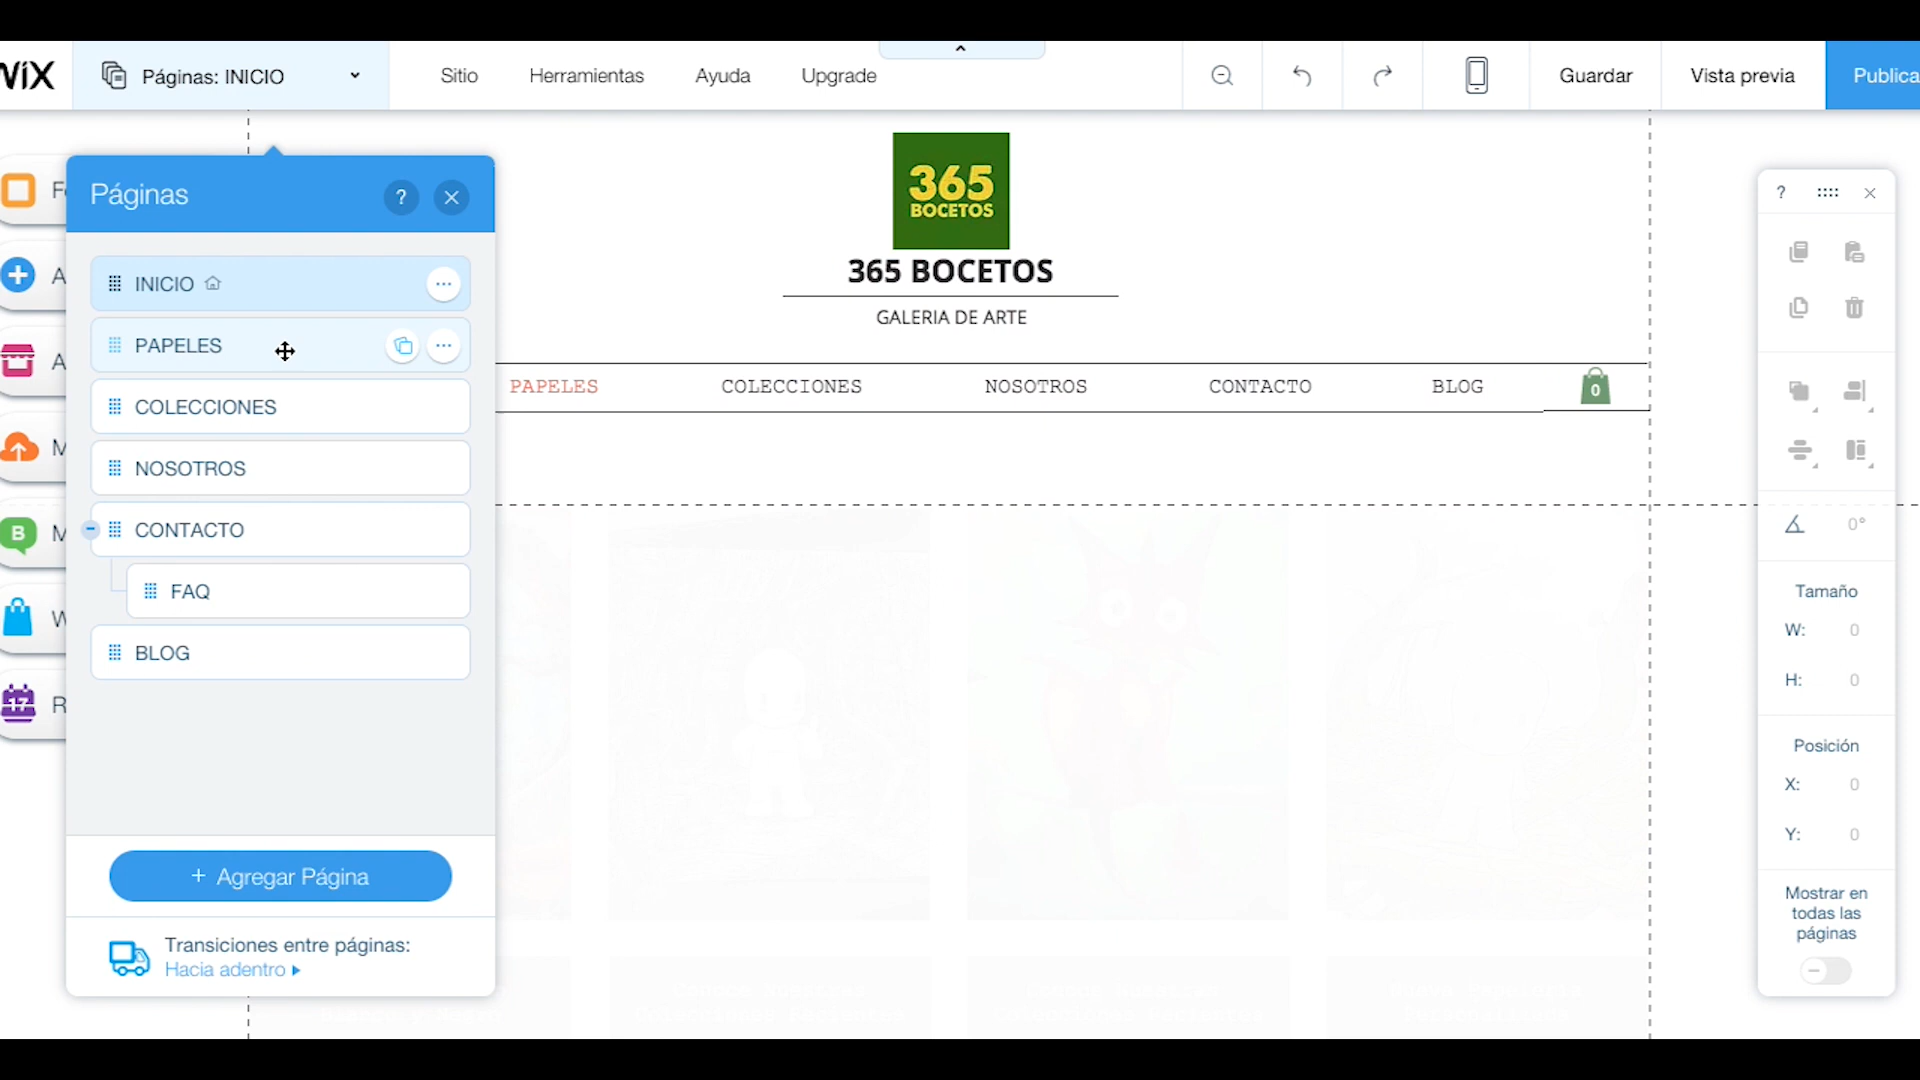 WiX
Páginas: INICIO
Sitio
Herramientas
Ayuda
Upgrade
Guardar
Vista previa
Publica
Páginas
?
INICIO
PAPELES
COLECCIONES
NOSOTROS
CONTACTO
FAQ
BLOG
+ Agregar Página
Transiciones entre páginas:
Hacia adentro
F
A
A
M
B M
W
17 R
365
BOCETOS
365 BOCETOS
GALERIA DE ARTE
PAPELES COLECCIONES NOSOTROS CONTACTO BLOG 0
?
0°
Tamaño
W: 0
H: 0
Posición
X: 0
Y: 0
Mostrar en
todas las
páginas